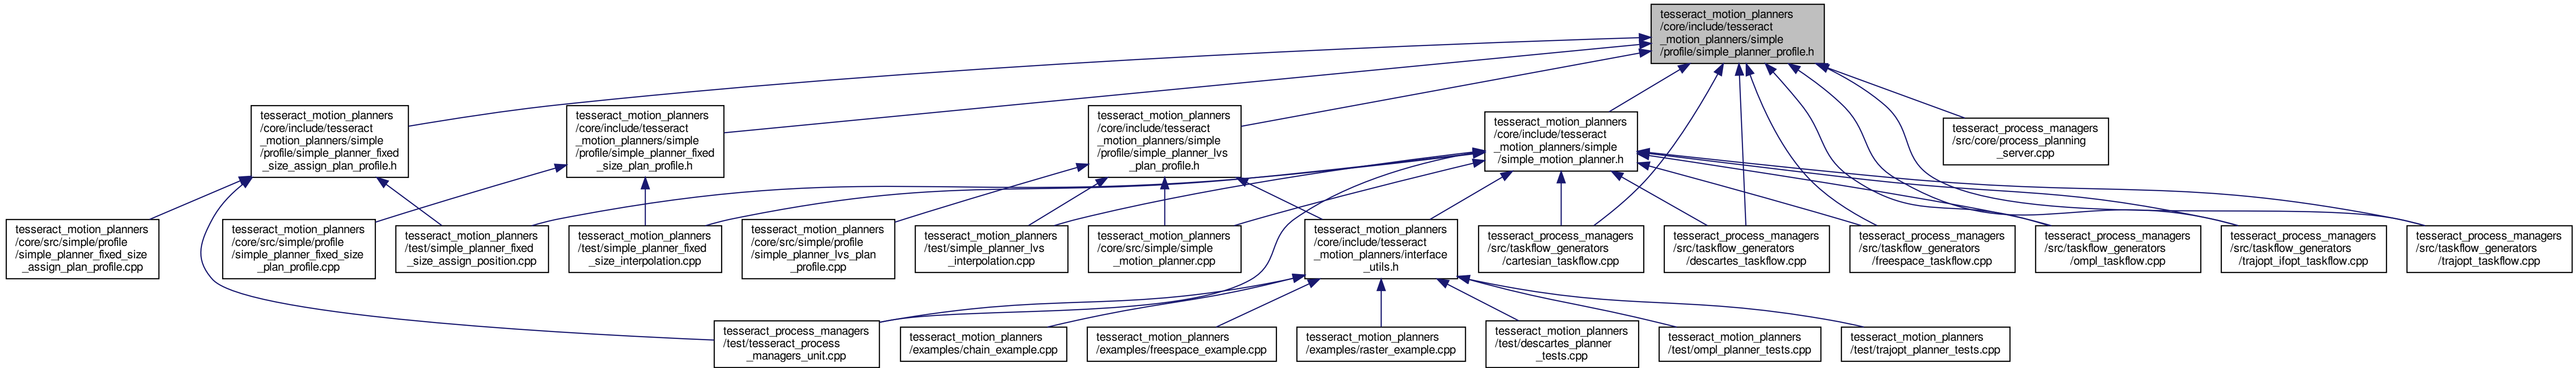 tesseract_motion_planners
/core/include/tesseract
_motion_planners/simple
/profile/simple_planner_profile.h
tesseract_motion_planners
/core/include/tesseract
_motion_planners/simple
/profile/simple_planner_fixed
_size_assign_plan_profile.h
tesseract_motion_planners
/core/include/tesseract
_motion_planners/simple
/profile/simple_planner_fixed
_size_plan_profile.h
tesseract_motion_planners
/core/include/tesseract
_motion_planners/simple
/profile/simple_planner_lvs
_plan_profile.h
tesseract_motion_planners
/core/include/tesseract
_motion_planners/simple
/simple_motion_planner.h
tesseract_process_managers
/src/core/process_planning
_server.cpp
tesseract_motion_planners
/core/src/simple/profile
/simple_planner_fixed_size
_assign_plan_profile.cpp
tesseract_motion_planners
/core/src/simple/profile
/simple_planner_fixed_size
_plan_profile.cpp
tesseract_motion_planners
/test/simple_planner_fixed
_size_assign_position.cpp
tesseract_motion_planners
/test/simple_planner_fixed
_size_interpolation.cpp
tesseract_motion_planners
/core/src/simple/profile
/simple_planner_lvs_plan
_profile.cpp
tesseract_motion_planners
/test/simple_planner_lvs
_interpolation.cpp
tesseract_motion_planners
/core/src/simple/simple
_motion_planner.cpp
tesseract_motion_planners
/core/include/tesseract
_motion_planners/interface
_utils.h
tesseract_process_managers
/src/taskflow_generators
/cartesian_taskflow.cpp
tesseract_process_managers
/src/taskflow_generators
/descartes_taskflow.cpp
tesseract_process_managers
/src/taskflow_generators
/freespace_taskflow.cpp
tesseract_process_managers
/src/taskflow_generators
/ompl_taskflow.cpp
tesseract_process_managers
/src/taskflow_generators
/trajopt_ifopt_taskflow.cpp
tesseract_process_managers
/src/taskflow_generators
/trajopt_taskflow.cpp
tesseract_process_managers
/test/tesseract_process
_managers_unit.cpp
tesseract_motion_planners
/examples/chain_example.cpp
tesseract_motion_planners
/examples/freespace_example.cpp
tesseract_motion_planners
/examples/raster_example.cpp
tesseract_motion_planners
/test/descartes_planner
_tests.cpp
tesseract_motion_planners
/test/ompl_planner_tests.cpp
tesseract_motion_planners
/test/trajopt_planner_tests.cpp